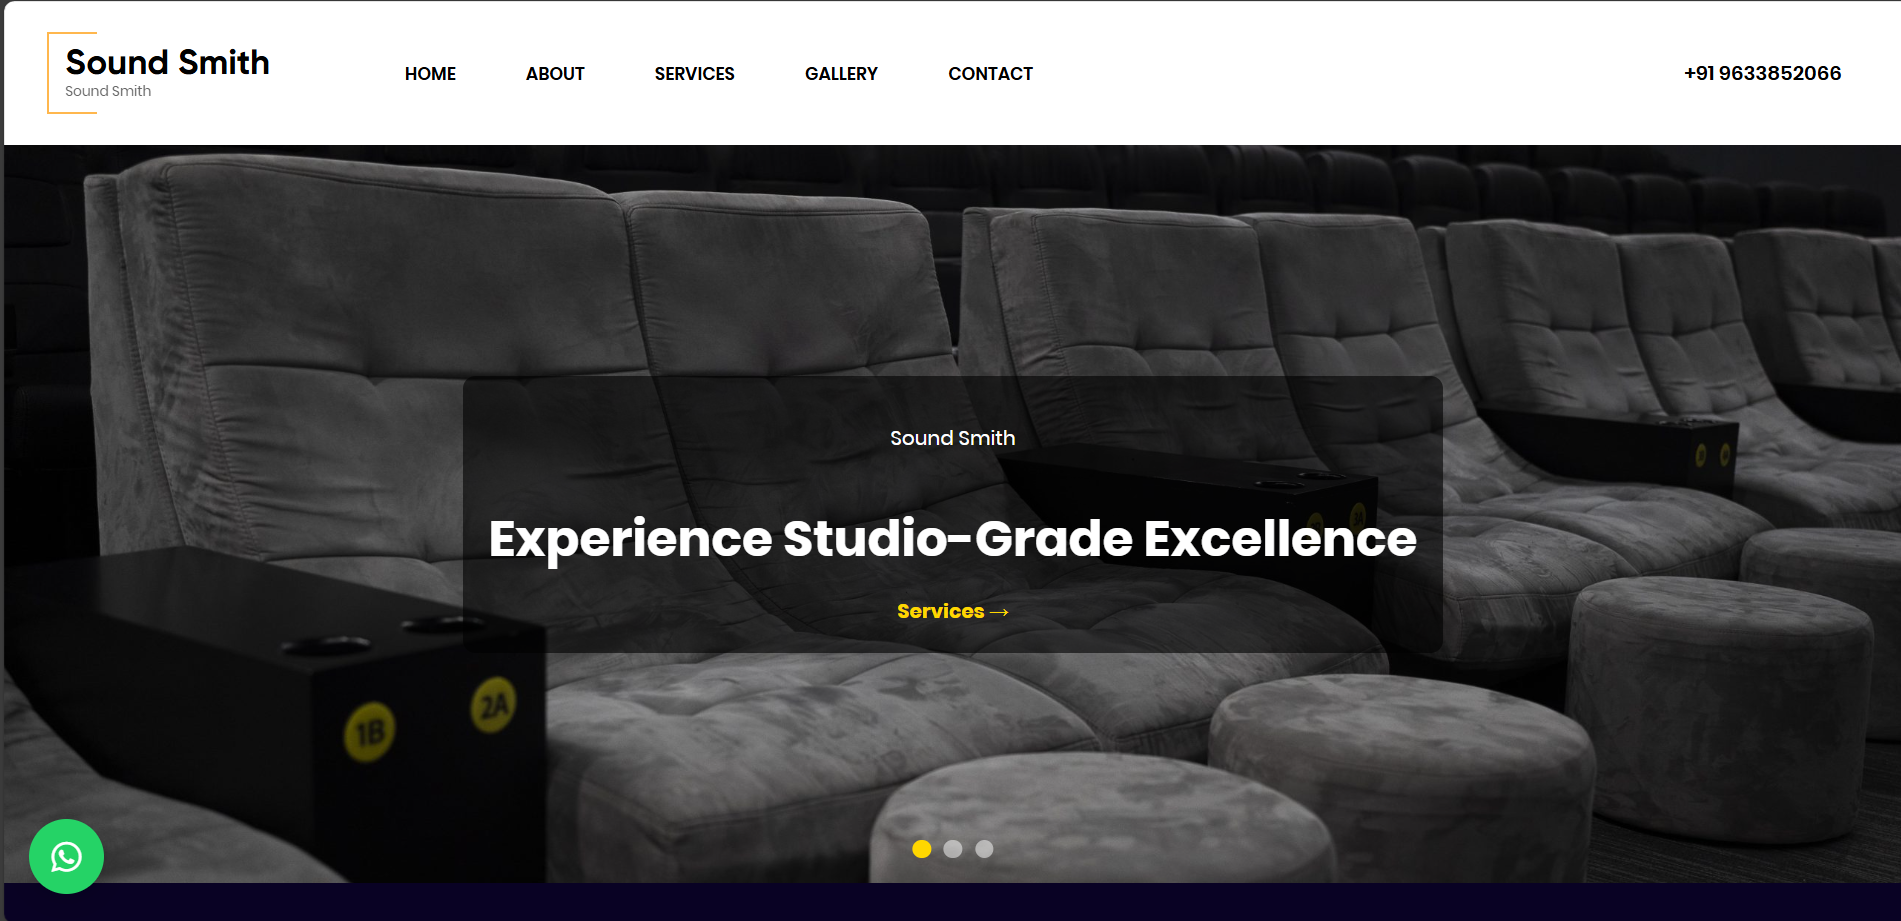 Sound Smith
Sound Smith
HOME
ABOUT
SERVICES
GALLERY
CONTACT
+91 9633852066
Sound Smith
Experience Studio-Grade Excellence
Services →
1B
2A